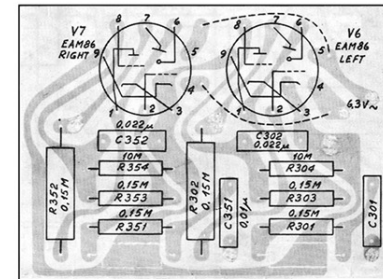 V7
EAM86
RIGHT
8 7 6
9 5
4
1 2 3
V6
EAM86
LEFT
8 7 6
9 5
4
1 2 3
6,3V~
0,022µ
C352
C302
0,022µ
10M
R354
10M
R304
R352
0,15M
0,15M
R353
R302
0,15M
C351
0,01µ
0,15M
R303
C301
0,15M
R351
0,15M
R301